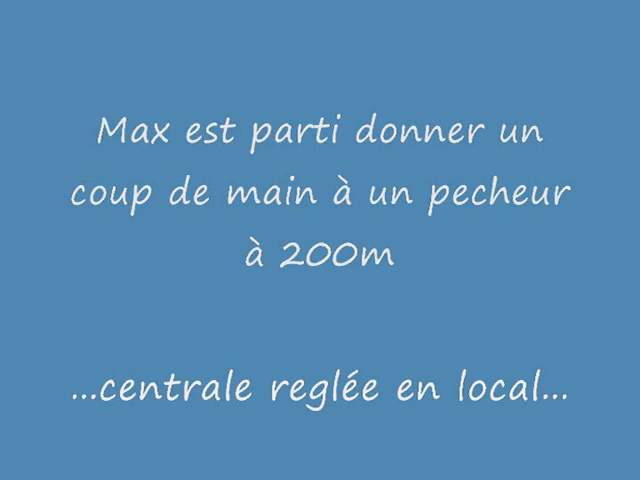 Max est parti donner un
coup de main à un pecheur
à 200m
...centrale reglée en local...